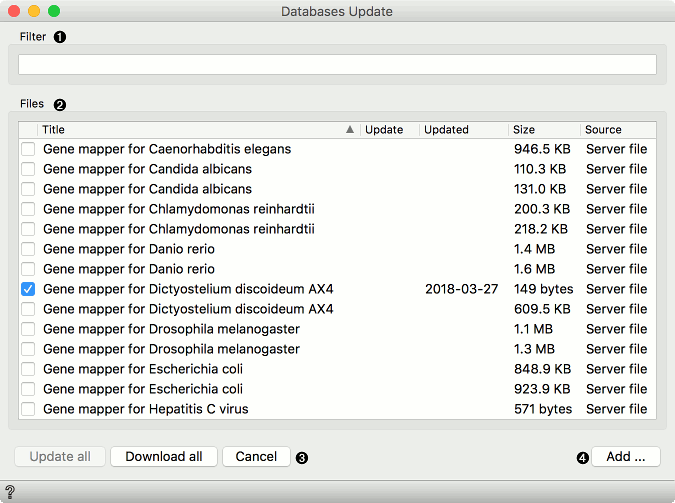 Databases Update
Filter ❶
Files ❷
Title ▲ Update Updated Size Source
Gene mapper for Caenorhabditis elegans 946.5 KB Server file
Gene mapper for Candida albicans 110.3 KB Server file
Gene mapper for Candida albicans 131.0 KB Server file
Gene mapper for Chlamydomonas reinhardtii 200.3 KB Server file
Gene mapper for Chlamydomonas reinhardtii 218.2 KB Server file
Gene mapper for Danio rerio 1.4 MB Server file
Gene mapper for Danio rerio 1.6 MB Server file
Gene mapper for Dictyostelium discoideum AX4 2018-03-27 149 bytes Server file
Gene mapper for Dictyostelium discoideum AX4 609.5 KB Server file
Gene mapper for Drosophila melanogaster 1.1 MB Server file
Gene mapper for Drosophila melanogaster 1.3 MB Server file
Gene mapper for Escherichia coli 848.9 KB Server file
Gene mapper for Escherichia coli 923.9 KB Server file
Gene mapper for Hepatitis C virus 571 bytes Server file
Update all Download all Cancel ❸ ❹ Add ...
?